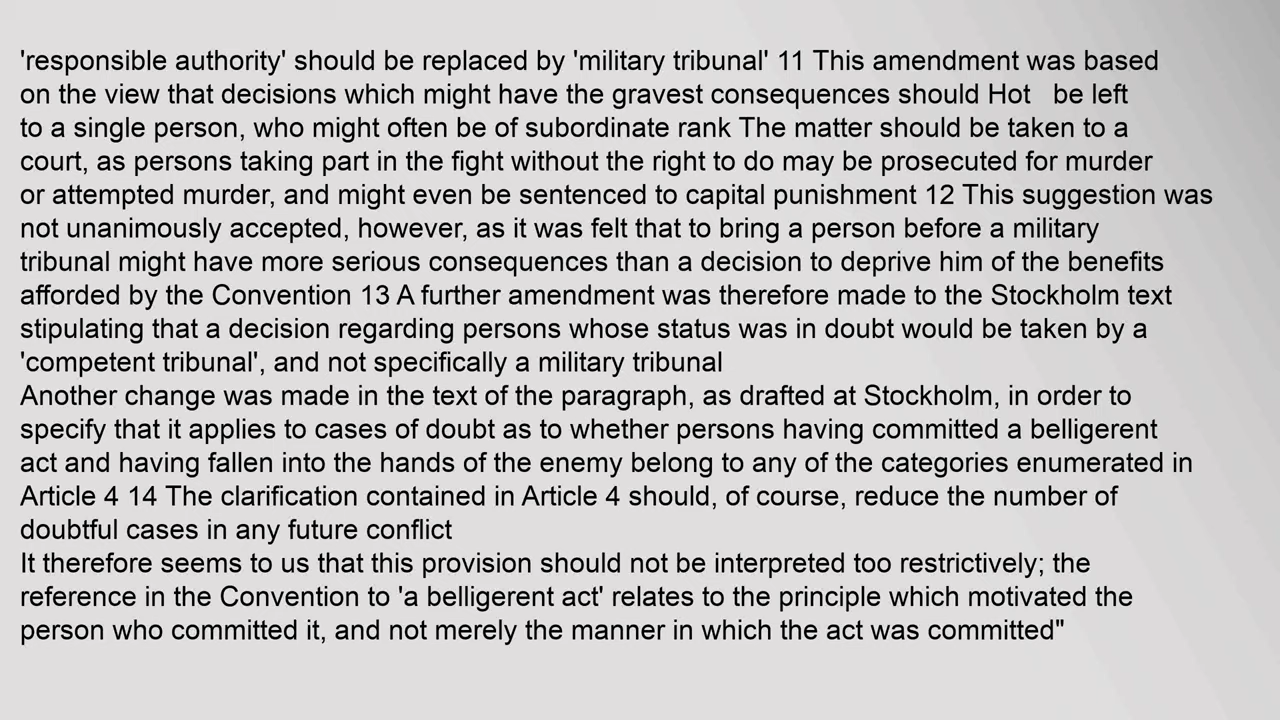 'responsible authority' should be replaced by 'military tribunal' 11 This amendment was based
on the view that decisions which might have the gravest consequences should Hot be left
to a single person, who might often be of subordinate rank The matter should be taken to a
court, as persons taking part in the fight without the right to do may be prosecuted for murder
or attempted murder, and might even be sentenced to capital punishment 12 This suggestion was
not unanimously accepted, however, as it was felt that to bring a person before a military
tribunal might have more serious consequences than a decision to deprive him of the benefits
afforded by the Convention 13 A further amendment was therefore made to the Stockholm text
stipulating that a decision regarding persons whose status was in doubt would be taken by a
'competent tribunal', and not specifically a military tribunal
Another change was made in the text of the paragraph, as drafted at Stockholm, in order to
specify that it applies to cases of doubt as to whether persons having committed a belligerent
act and having fallen into the hands of the enemy belong to any of the categories enumerated in
Article 4 14 The clarification contained in Article 4 should, of course, reduce the number of
doubtful cases in any future conflict
It therefore seems to us that this provision should not be interpreted too restrictively; the
reference in the Convention to 'a belligerent act' relates to the principle which motivated the
person who committed it, and not merely the manner in which the act was committed"